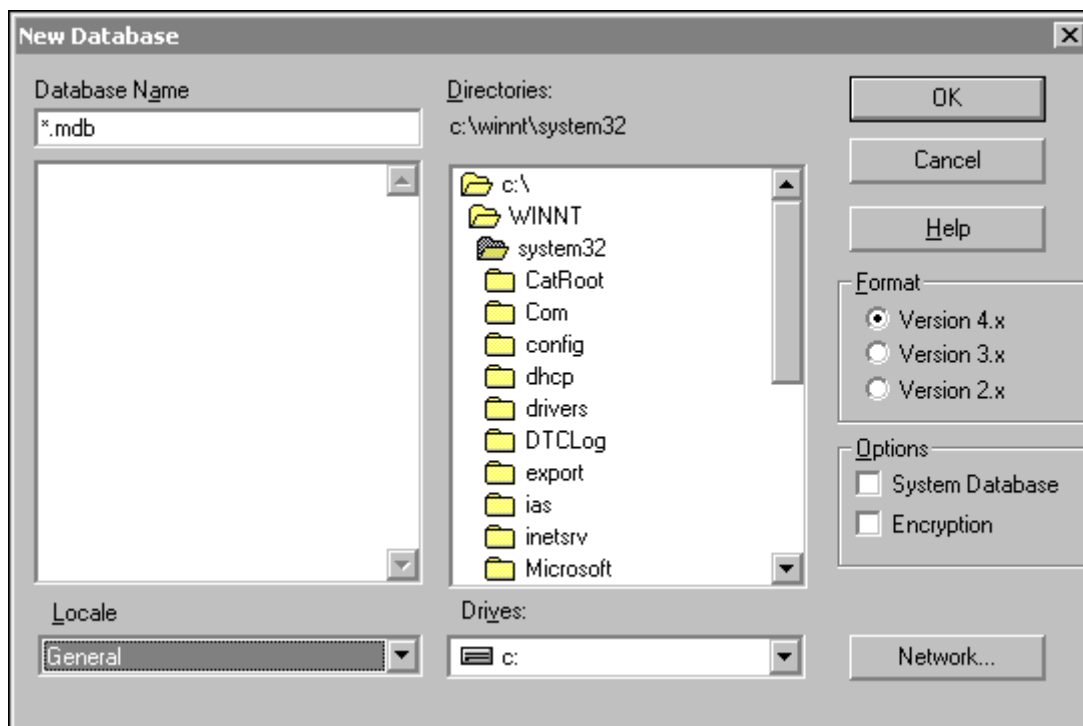 New Database
Database Name
*.mdb
Directories:
c:\winnt\system32
c:\
WINNT
system32
CatRoot
Com
config
dhcp
drivers
DTCLog
export
ias
inetsrv
Microsoft
OK
Cancel
Help
Format
Version 4.x
Version 3.x
Version 2.x
Options
System Database
Encryption
Locale
General
Drives:
c:
Network...